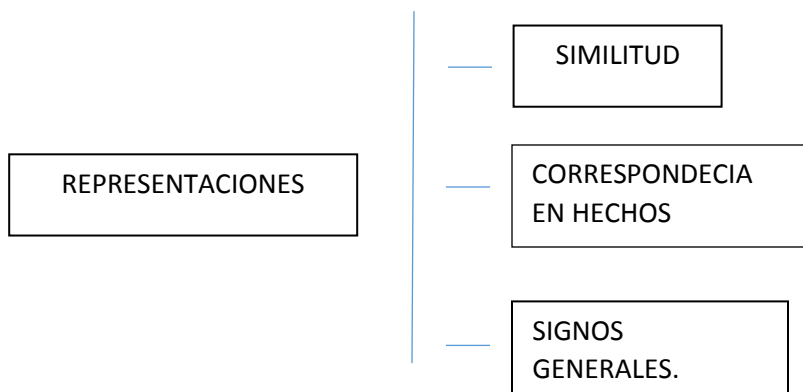 REPRESENTACIONES
SIMILITUD
CORRESPONDECIA
EN HECHOS
SIGNOS
GENERALES.